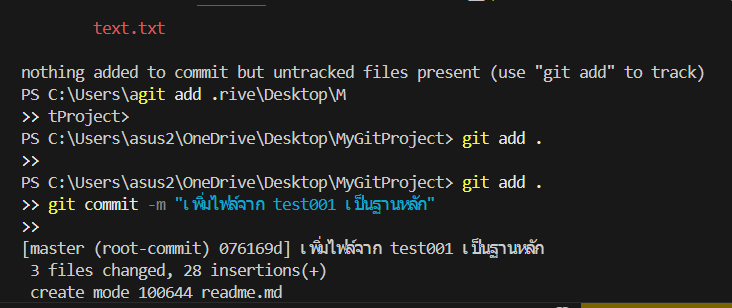 text.txt
nothing added to commit but untracked files present (use "git add" to track)
PS C:\Users\agit add .rive\Desktop\M
>> tProject>
PS C:\Users\asus2\OneDrive\Desktop\MyGitProject> git add .
>>
PS C:\Users\asus2\OneDrive\Desktop\MyGitProject> git add .
>> git commit -m "เพิ่มไฟล์จาก test001 เป็นฐานหลัก"
>>
[master (root-commit) 076169d] เพิ่มไฟล์จาก test001 เป็นฐานหลัก
3 files changed, 28 insertions(+)
create mode 100644 readme.md